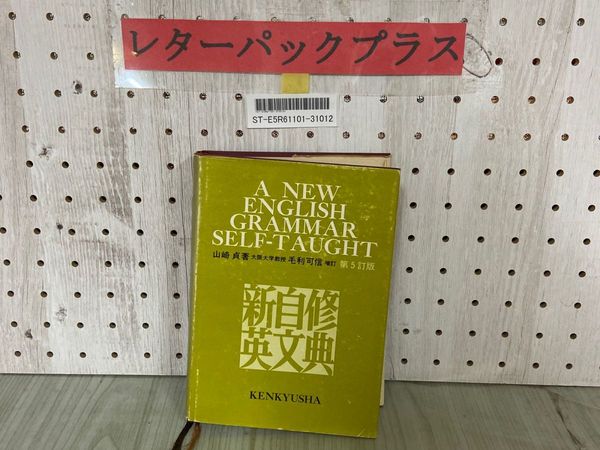 レターパックプラス
ST-E5R61101-31012
A NEW
ENGLISH
GRAMMAR
SELF-TAUGHT
山崎 貞著 大阪大学教授 毛利可信 増訂 第5訂版
新自修
英文典
KENKYUSHA